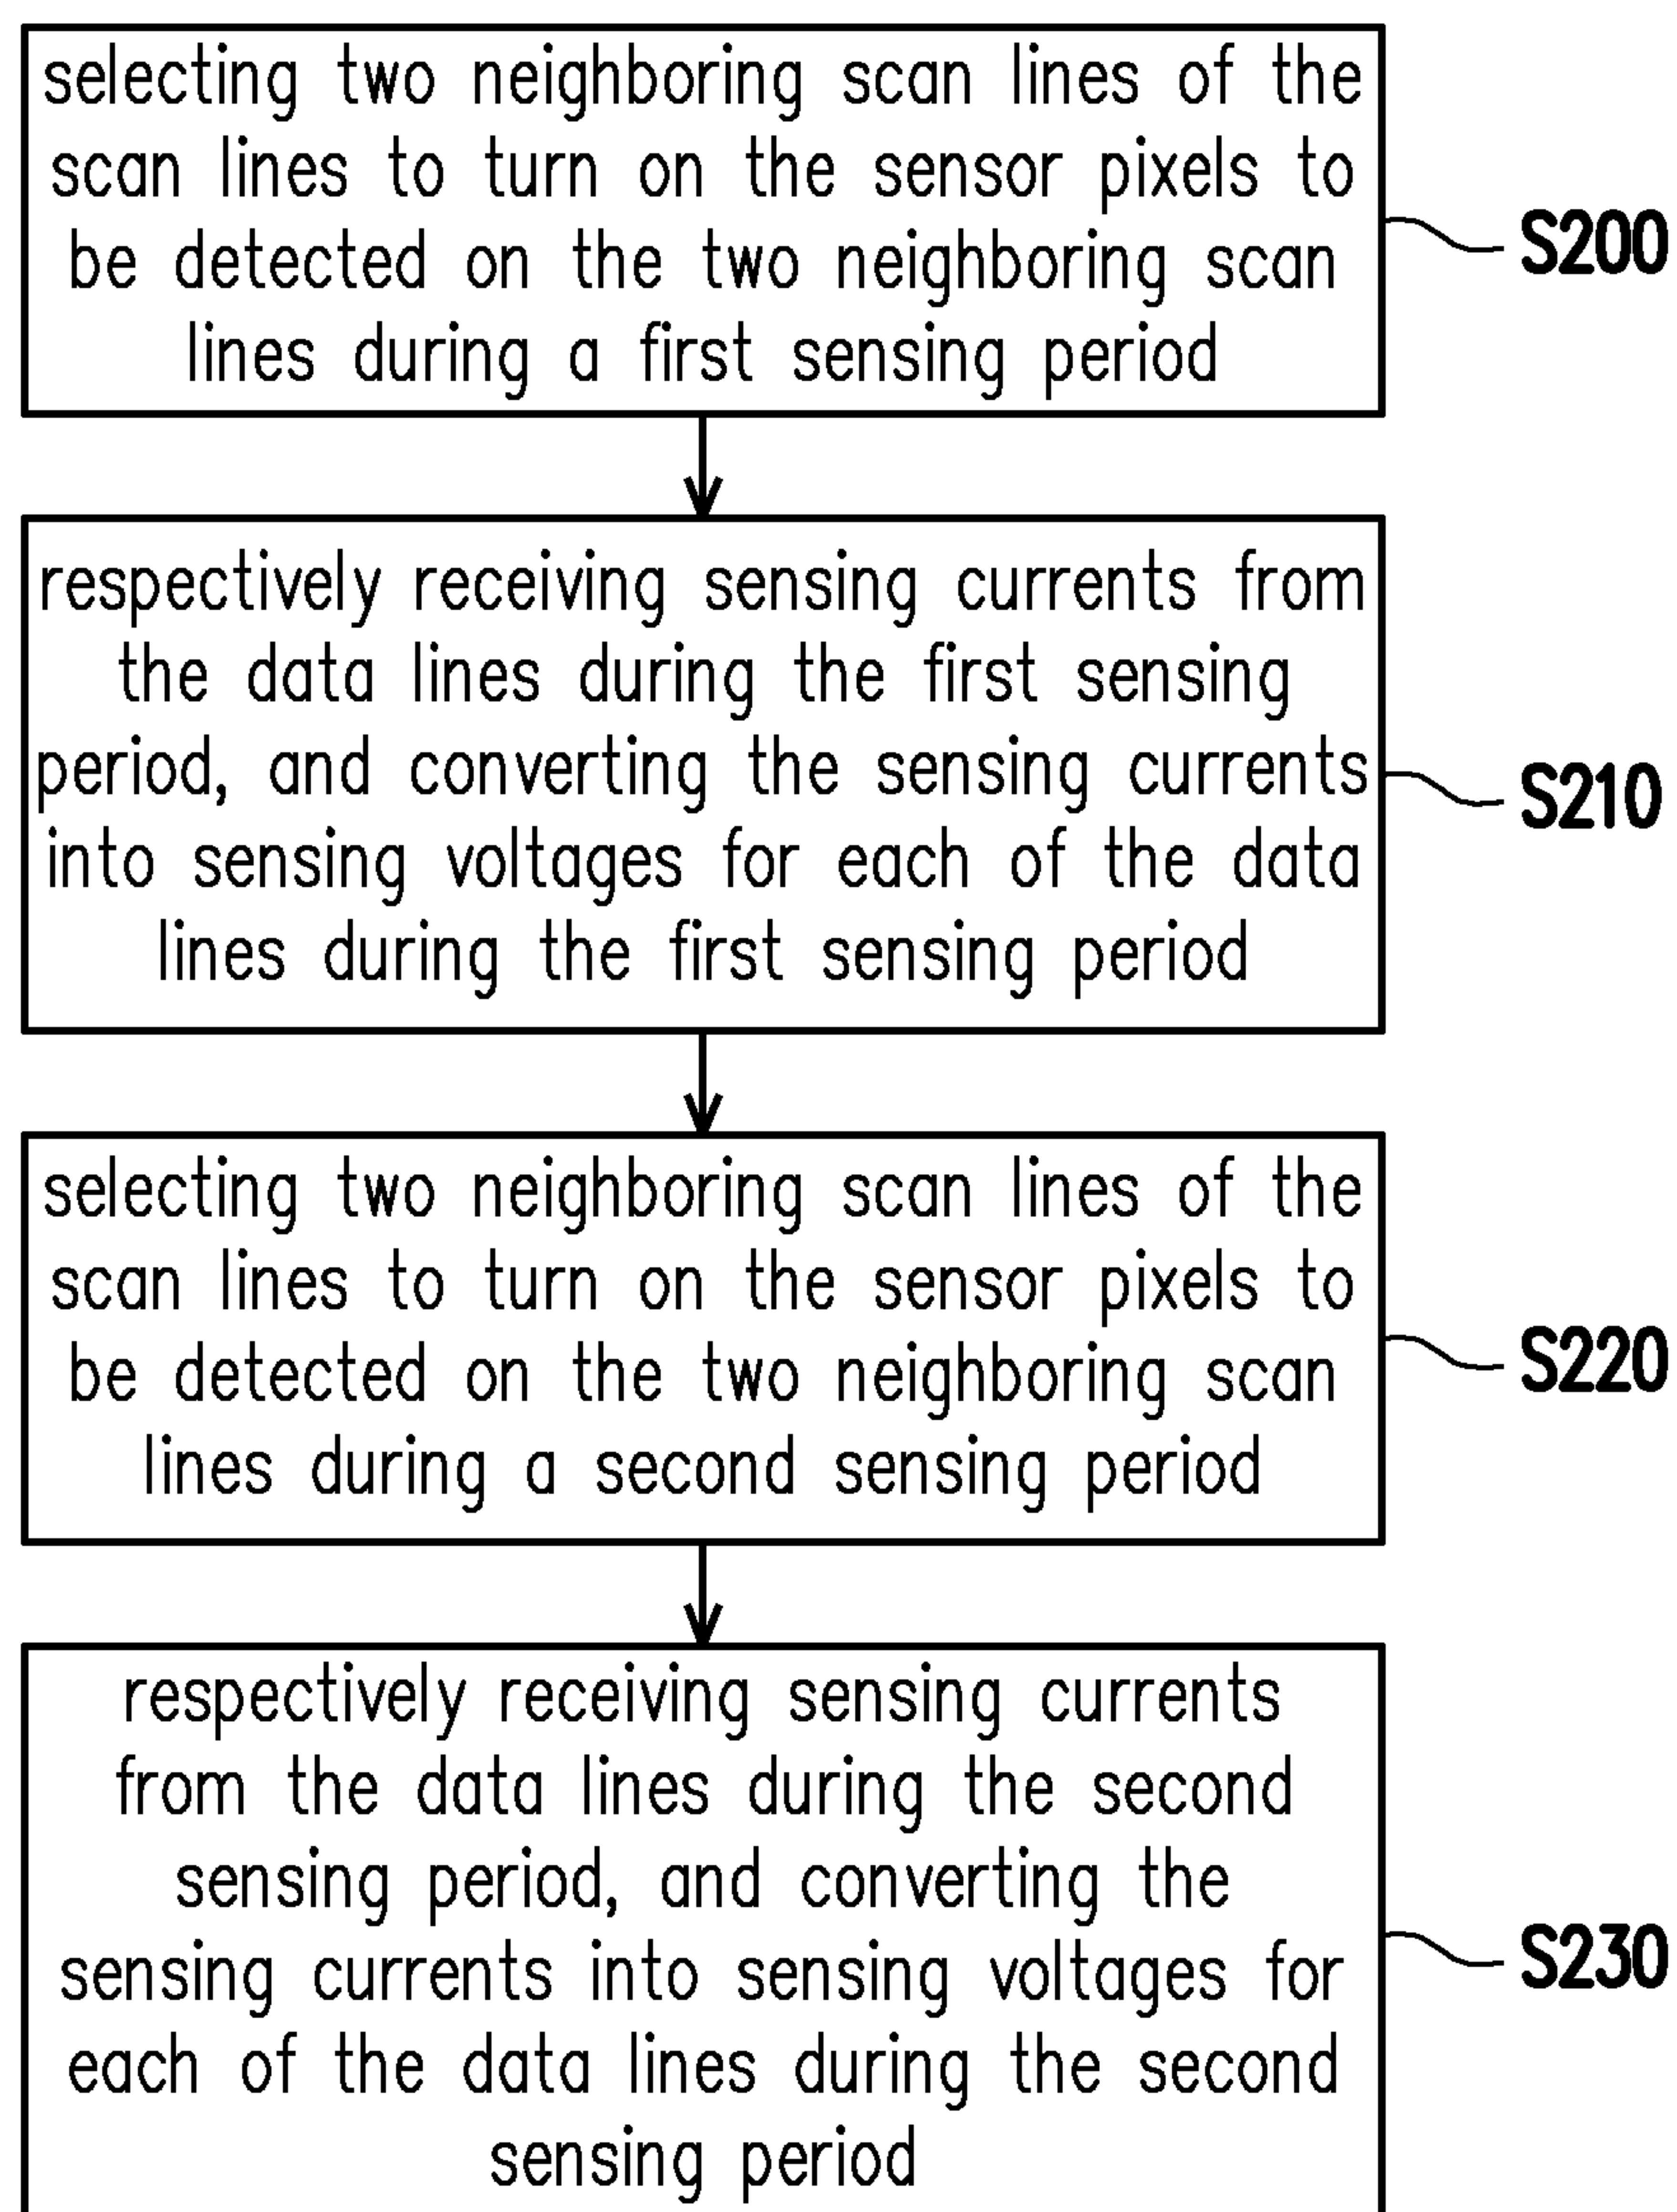 selecting two neighboring scan lines of the
scan lines to turn on the sensor pixels to
be detected on the two neighboring scan
lines during a first sensing period
S200
respectively receiving sensing currents from
the data lines during the first sensing
period, and converting the sensing currents
into sensing voltages for each of the data
lines during the first sensing period
S210
selecting two neighboring scan lines of the
scan lines to turn on the sensor pixels to
be detected on the two neighboring scan
lines during a second sensing period
S220
respectively receiving sensing currents
from the data lines during the second
sensing period, and converting the
sensing currents into sensing voltages for
each of the data lines during the second
sensing period
S230